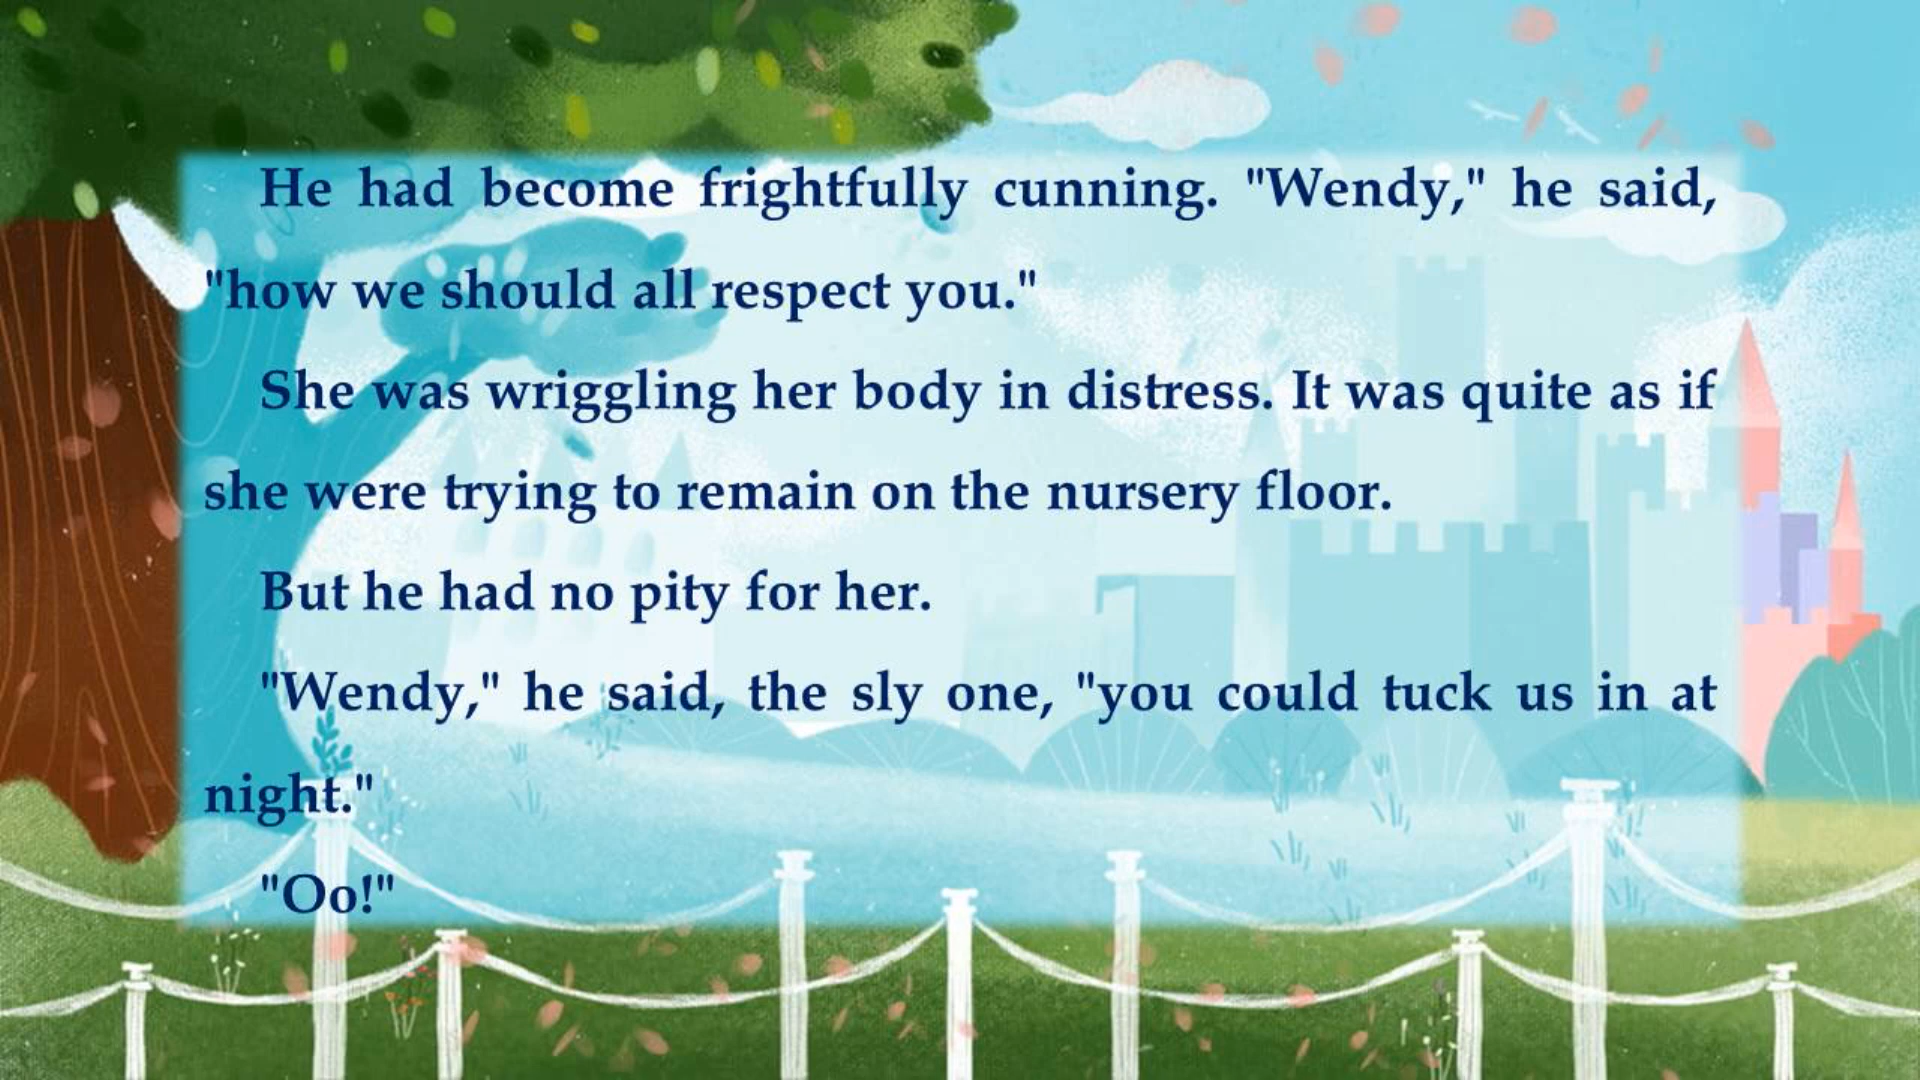 He had become frightfully cunning. "Wendy," he said,
"how we should all respect you."
She was wriggling her body in distress. It was quite as if
she were trying to remain on the nursery floor.
But he had no pity for her.
"Wendy," he said, the sly one, "you could tuck us in at
night."
"Oo!"